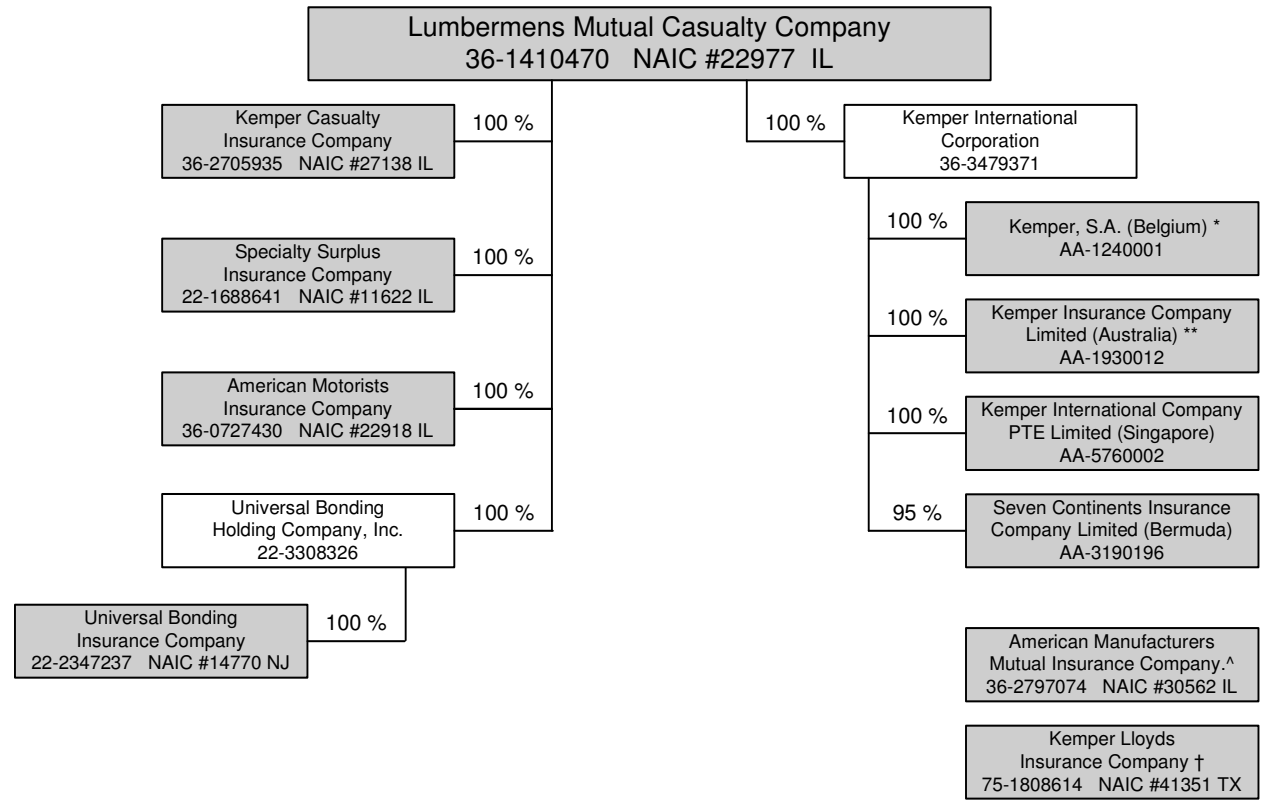 Lumbermens Mutual Casualty Company
36-1410470 NAIC #22977 IL
Kemper Casualty
Insurance Company
36-2705935 NAIC #27138 IL
100 %
Specialty Surplus
Insurance Company
22-1688641 NAIC #11622 IL
100 %
American Motorists
Insurance Company
36-0727430 NAIC #22918 IL
100 %
Universal Bonding
Holding Company, Inc.
22-3308326
100 %
Universal Bonding
Insurance Company
22-2347237 NAIC #14770 NJ
100 %
100 %
Kemper International
Corporation
36-3479371
100 %
Kemper, S.A. (Belgium) *
AA-1240001
100 %
Kemper Insurance Company
Limited (Australia) **
AA-1930012
100 %
Kemper International Company
PTE Limited (Singapore)
AA-5760002
95 %
Seven Continents Insurance
Company Limited (Bermuda)
AA-3190196
American Manufacturers
Mutual Insurance Company.^
36-2797074 NAIC #30562 IL
Kemper Lloyds
Insurance Company †
75-1808614 NAIC #41351 TX